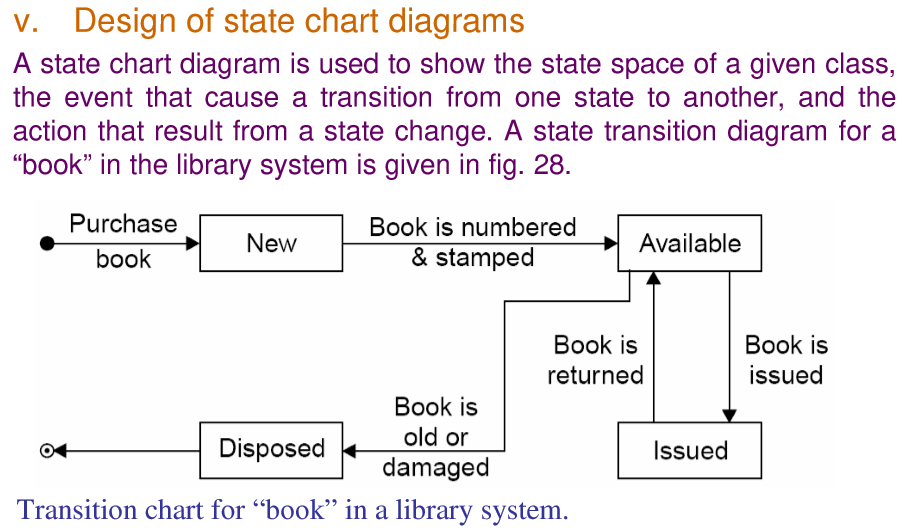 v. Design of state chart diagrams
A state chart diagram is used to show the state space of a given class,
the event that cause a transition from one state to another, and the
action that result from a state change. A state transition diagram for a
“book” in the library system is given in fig. 28.
Purchase
book
New
Book is numbered
& stamped
Available
Book is
returned
Book is
issued
Book is
old or
damaged
Disposed
Issued
Transition chart for “book” in a library system.